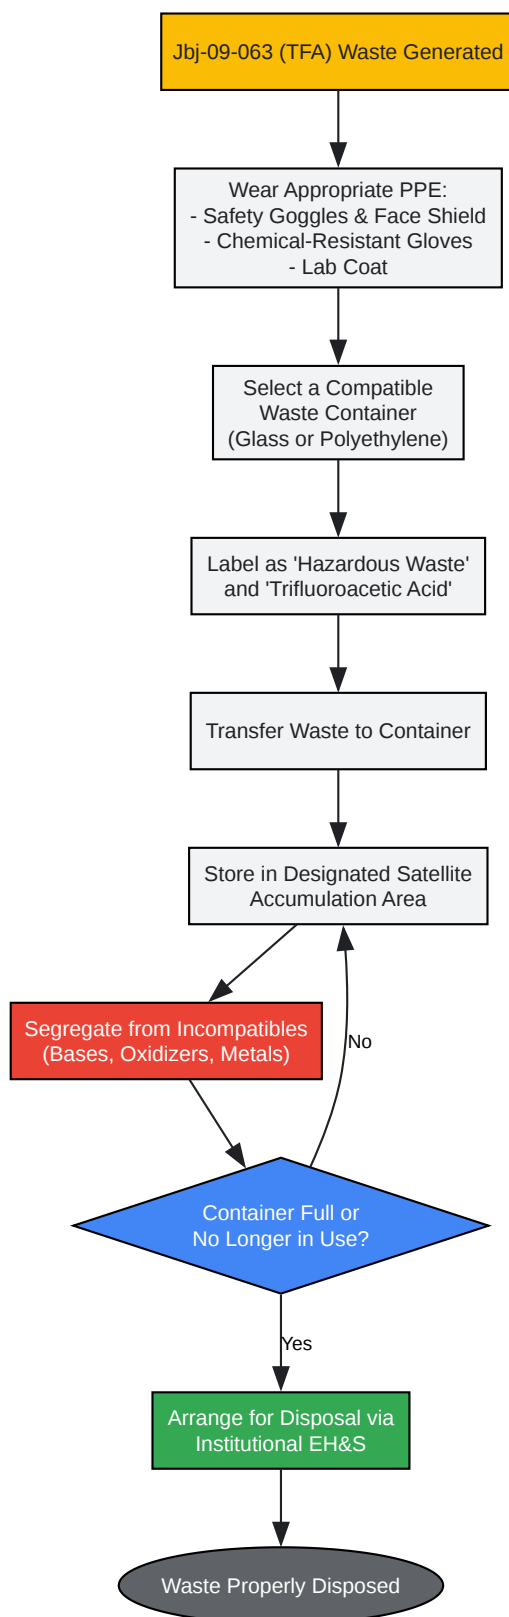 Jbj-09-063 (TFA) Waste Generated
Wear Appropriate PPE:
- Safety Goggles & Face Shield
- Chemical-Resistant Gloves
- Lab Coat
Select a Compatible
Waste Container
(Glass or Polyethylene)
Label as 'Hazardous Waste'
and 'Trifluoroacetic Acid'
Transfer Waste to Container
Store in Designated Satellite
Accumulation Area
Segregate from Incompatibles
(Bases, Oxidizers, Metals)
No
Container Full or
No Longer in Use?
Yes
Arrange for Disposal via
Institutional EH&S
Waste Properly Disposed